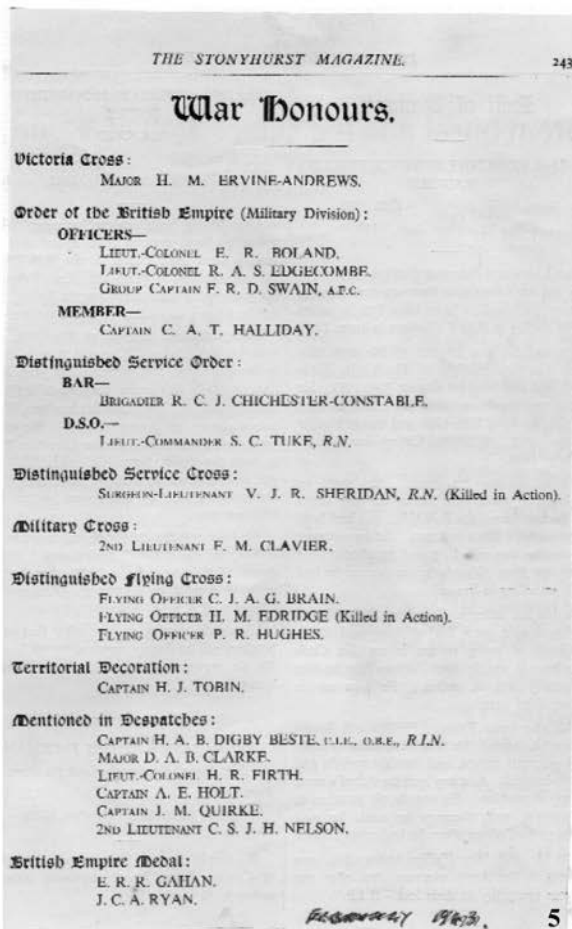 THE STONYHURST MAGAZINE. 243
War Honours.
Victoria Cross:
MAJOR H. M. ERVINE-ANDREWS.
Order of the British Empire (Military Division):
OFFICERS—
LIEUT.-COLONEL E. R. BOLAND.
LIEUT.-COLONEL R. A. S. EDGECOMBE.
GROUP CAPTAIN F. R. D. SWAIN, A.F.C.
MEMBER—
CAPTAIN C. A. T. HALLIDAY.
Distinguished Service Order:
BAR—
BRIGADIER R. C. J. CHICHESTER-CONSTABLE.
D.S.O.—
LIEUT.-COMMANDER S. C. TUKE, R.N.
Distinguished Service Cross:
SURGEON-LIEUTENANT V. J. R. SHERIDAN, R.N. (Killed in Action).
Military Cross:
2ND LIEUTENANT F. M. CLAVIER.
Distinguished Flying Cross:
FLYING OFFICER C. J. A. G. BRAIN.
FLYING OFFICER H. M. EDRIDGE (Killed in Action).
FLYING OFFICER P. R. HUGHES.
Territorial Decoration:
CAPTAIN H. J. TOBIN.
Mentioned in Despatches:
CAPTAIN H. A. B. DIGBY BESTE, C.I.E., O.B.E., R.I.N.
MAJOR D. A. B. CLARKE.
LIEUT.-COLONEL H. R. FIRTH.
CAPTAIN A. E. HOLT.
CAPTAIN J. M. QUIRKE.
2ND LIEUTENANT C. S. J. H. NELSON.
British Empire Medal:
E. R. R. GAHAN.
J. C. A. RYAN.
5